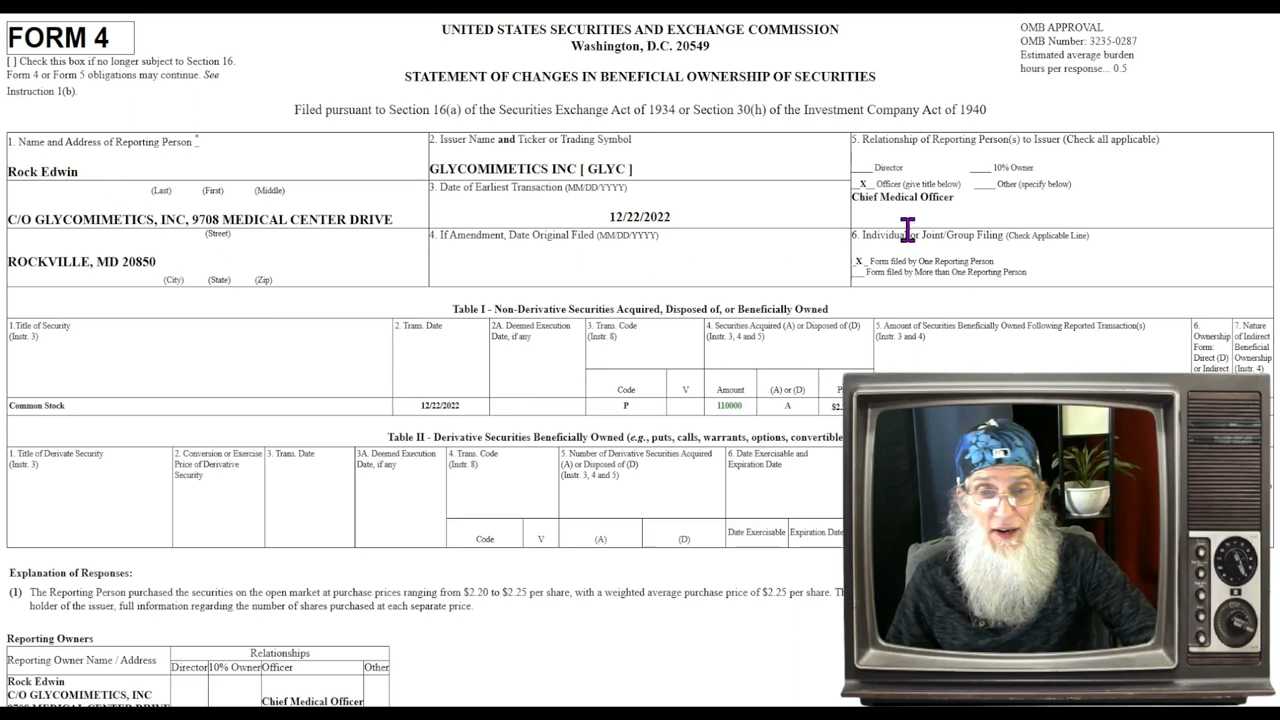 FORM 4
[ ] Check this box if no longer subject to Section 16.
Form 4 or Form 5 obligations may continue. See
Instruction 1(b).
UNITED STATES SECURITIES AND EXCHANGE COMMISSION
Washington, D.C. 20549
STATEMENT OF CHANGES IN BENEFICIAL OWNERSHIP OF SECURITIES
OMB APPROVAL
OMB Number: 3235-0287
Estimated average burden
hours per response... 0.5
Filed pursuant to Section 16(a) of the Securities Exchange Act of 1934 or Section 30(h) of the Investment Company Act of 1940
1. Name and Address of Reporting Person *
Rock Edwin
(Last) (First) (Middle)
C/O GLYCOMIMETICS, INC, 9708 MEDICAL CENTER DRIVE
(Street)
ROCKVILLE, MD 20850
(City) (State) (Zip)
2. Issuer Name and Ticker or Trading Symbol
GLYCOMIMETICS INC [ GLYC ]
3. Date of Earliest Transaction (MM/DD/YYYY)
12/22/2022
4. If Amendment, Date Original Filed (MM/DD/YYYY)
5. Relationship of Reporting Person(s) to Issuer (Check all applicable)
_____ Director _____ 10% Owner
__X__ Officer (give title below) _____ Other (specify below)
Chief Medical Officer
6. Individual or Joint/Group Filing (Check Applicable Line)
_X_ Form filed by One Reporting Person
___ Form filed by More than One Reporting Person
Table I - Non-Derivative Securities Acquired, Disposed of, or Beneficially Owned
1.Title of Security
(Instr. 3)
2. Trans. Date
2A. Deemed Execution
Date, if any
3. Trans. Code
(Instr. 8)
4. Securities Acquired (A) or Disposed of (D)
(Instr. 3, 4 and 5)
5. Amount of Securities Beneficially Owned Following Reported Transaction(s)
(Instr. 3 and 4)
6.
Ownership
Form:
Direct (D)
or Indirect
7. Nature
of Indirect
Beneficial
Ownership
(Instr. 4)
Code V Amount (A) or (D)
Common Stock 12/22/2022 P 110000 A $2.
Table II - Derivative Securities Beneficially Owned (e.g., puts, calls, warrants, options, convertible
1. Title of Derivate Security
(Instr. 3)
2. Conversion or Exercise
Price of Derivative
Security
3. Trans. Date
3A. Deemed Execution
Date, if any
4. Trans. Code
(Instr. 8)
5. Number of Derivative Securities Acquired
(A) or Disposed of (D)
(Instr. 3, 4 and 5)
6. Date Exercisable and
Expiration Date
Code V (A) (D) Date Exercisable Expiration Date
Explanation of Responses:
(1) The Reporting Person purchased the securities on the open market at purchase prices ranging from $2.20 to $2.25 per share, with a weighted average purchase price of $2.25 per share.
holder of the issuer, full information regarding the number of shares purchased at each separate price.
Reporting Owners
Reporting Owner Name / Address
Relationships
Director 10% Owner Officer Other
Rock Edwin
C/O GLYCOMIMETICS, INC
9708 MEDICAL CENTER DRIVE
Chief Medical Officer